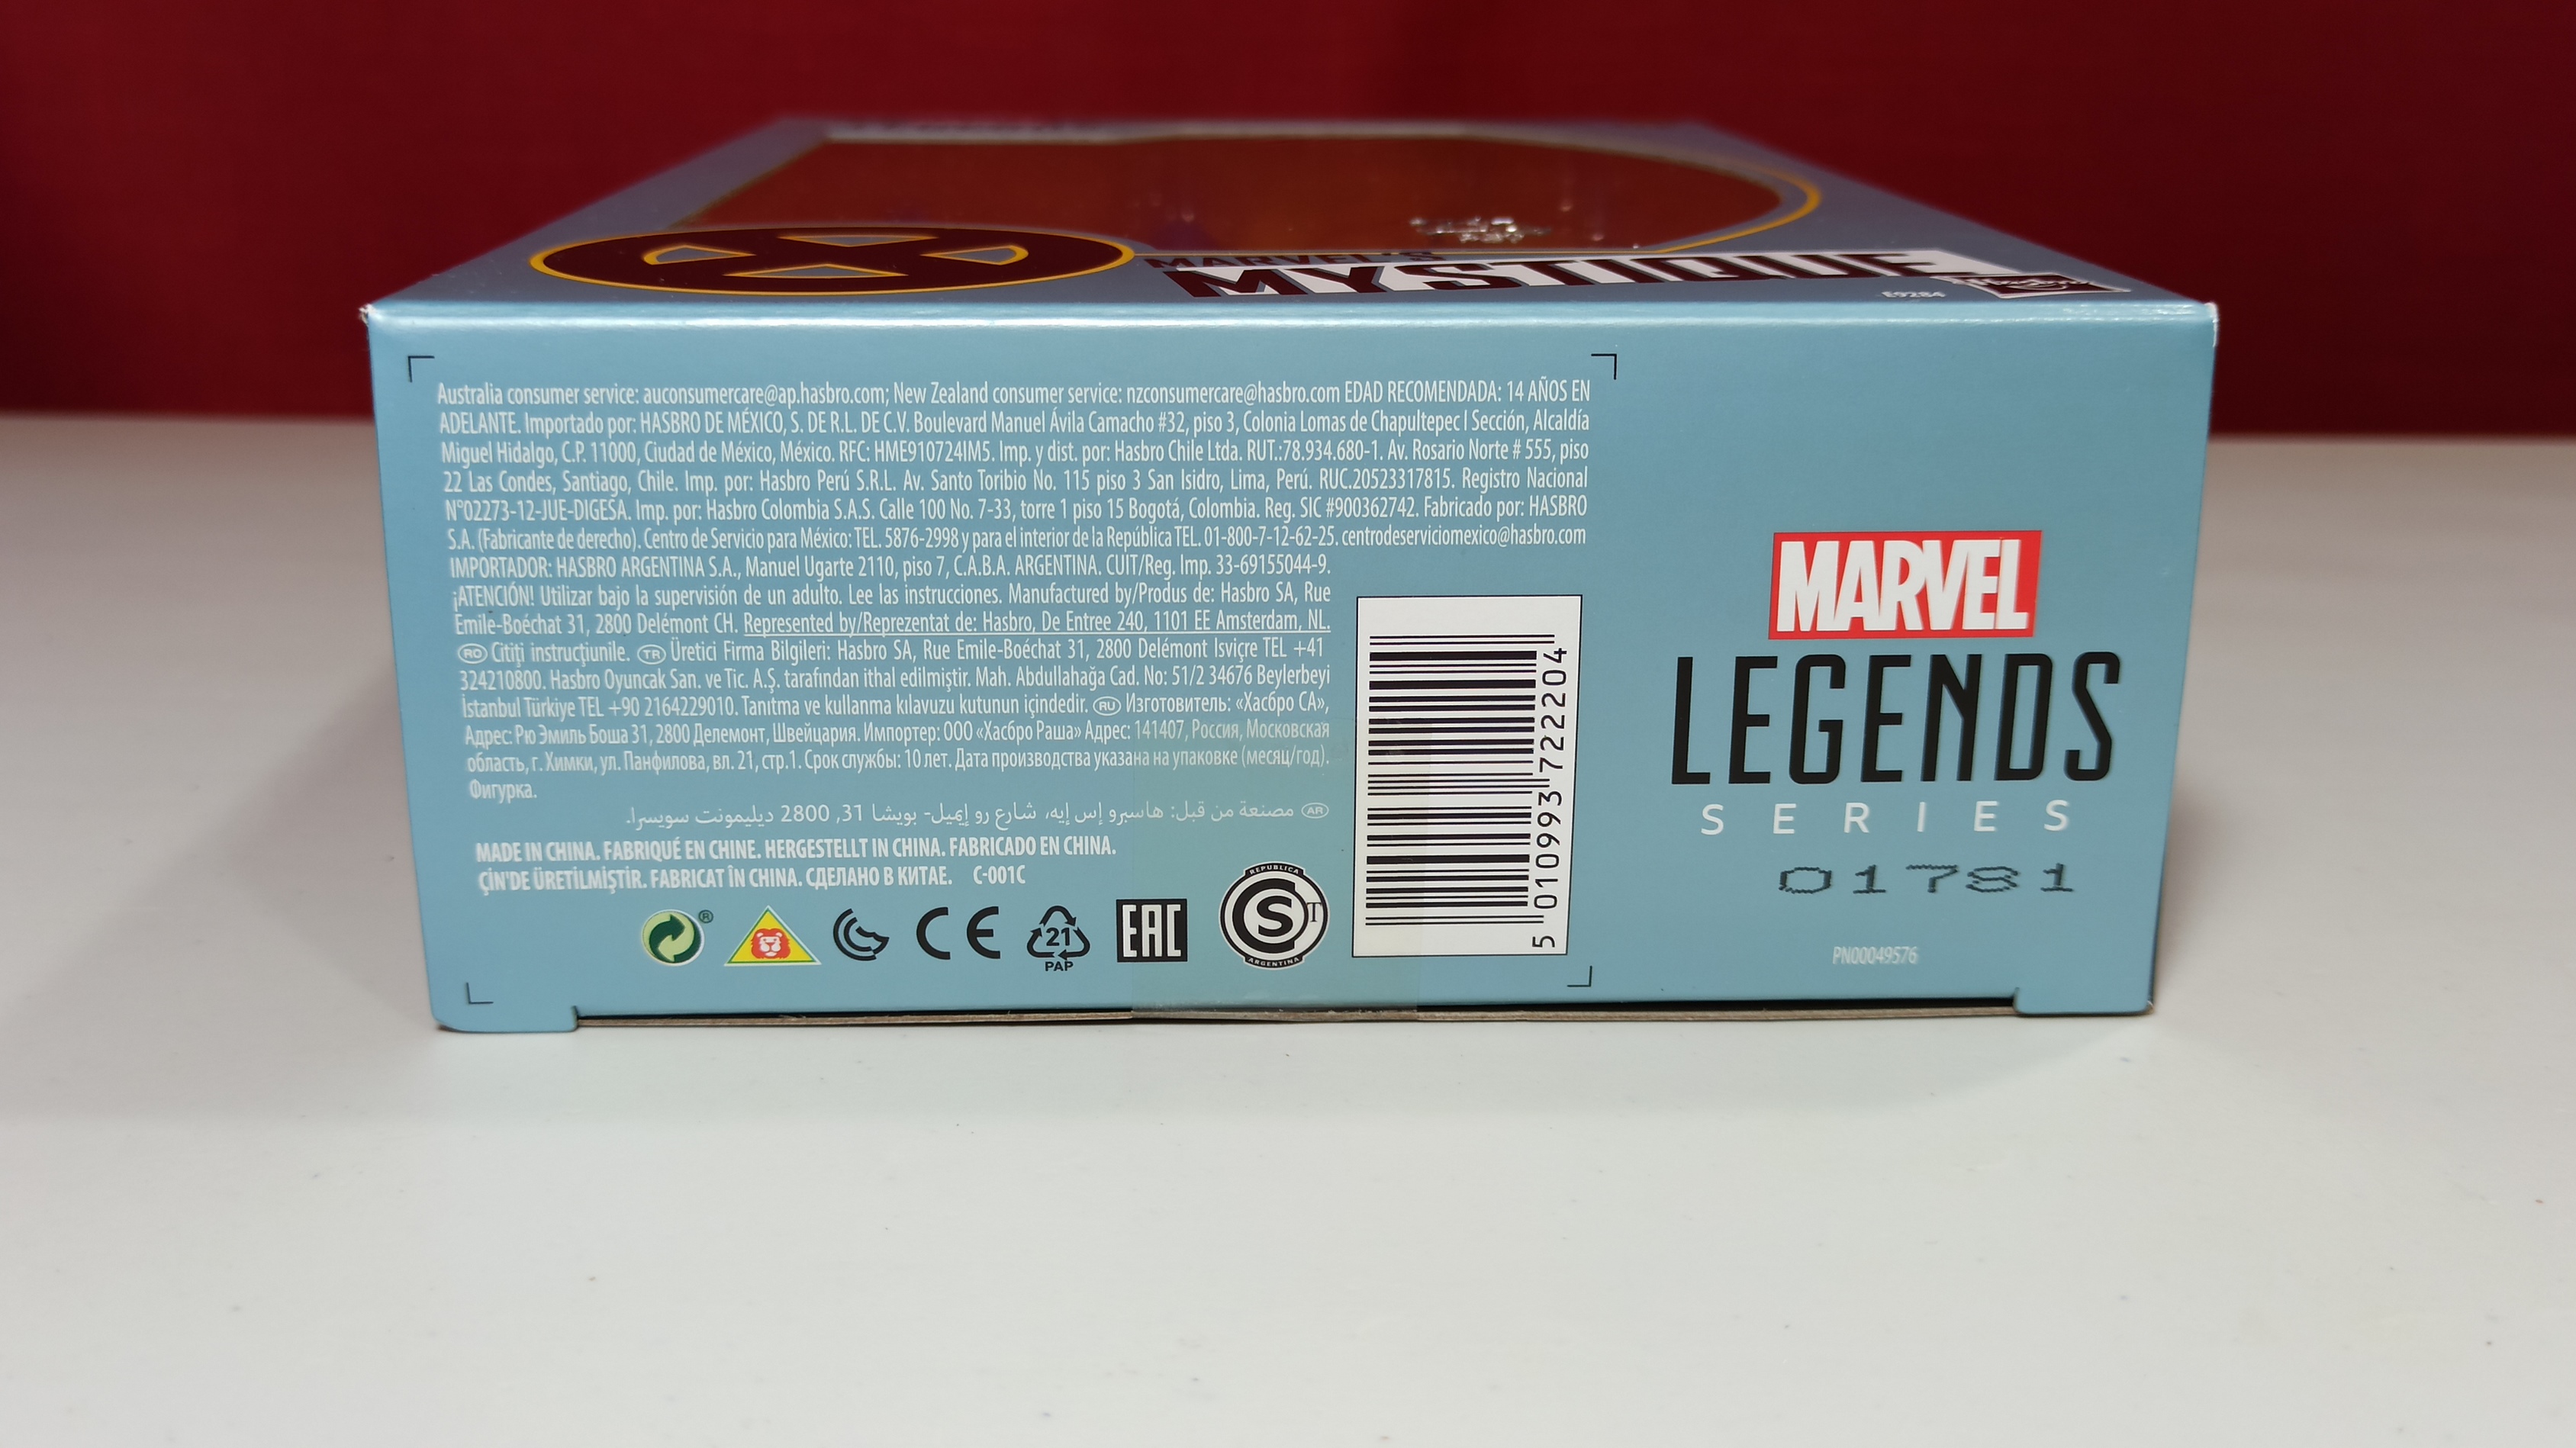 MARVEL'S
MYSTIQUE
Hasbro
E9284
Australia consumer service: auconsumercare@ap.hasbro.com; New Zealand consumer service: nzconsumercare@hasbro.com EDAD RECOMENDADA: 14 AÑOS EN
ADELANTE. Importado por: HASBRO DE MÉXICO, S. DE R.L. DE C.V. Boulevard Manuel Ávila Camacho #32, piso 3, Colonia Lomas de Chapultepec I Sección, Alcaldía
Miguel Hidalgo, C.P. 11000, Ciudad de México, México. RFC: HME910724IM5. Imp. y dist. por: Hasbro Chile Ltda. RUT.:78.934.680-1. Av. Rosario Norte # 555, piso
22 Las Condes, Santiago, Chile. Imp. por: Hasbro Perú S.R.L. Av. Santo Toribio No. 115 piso 3 San Isidro, Lima, Perú. RUC.20523317815. Registro Nacional
N°02273-12-JUE-DIGESA. Imp. por: Hasbro Colombia S.A.S. Calle 100 No. 7-33, torre 1 piso 15 Bogotá, Colombia. Reg. SIC #900362742. Fabricado por: HASBRO
S.A. (Fabricante de derecho). Centro de Servicio para México: TEL. 5876-2998 y para el interior de la República TEL. 01-800-7-12-62-25. centrodeserviciomexico@hasbro.com
IMPORTADOR: HASBRO ARGENTINA S.A., Manuel Ugarte 2110, piso 7, C.A.B.A. ARGENTINA. CUIT/Reg. Imp. 33-69155044-9.
¡ATENCIÓN! Utilizar bajo la supervisión de un adulto. Lee las instrucciones. Manufactured by/Produs de: Hasbro SA, Rue
Emile-Boéchat 31, 2800 Delémont CH. Represented by/Reprezentat de: Hasbro, De Entree 240, 1101 EE Amsterdam, NL.
RO Citiți instrucțiunile. TR Üretici Firma Bilgileri: Hasbro SA, Rue Emile-Boéchat 31, 2800 Delémont Isviçre TEL +41
324210800. Hasbro Oyuncak San. ve Tic. A.Ş. tarafından ithal edilmiştir. Mah. Abdullahağa Cad. No: 51/2 34676 Beylerbeyi
İstanbul Türkiye TEL +90 2164229010. Tanıtma ve kullanma kılavuzu kutunun içindedir. RU Изготовитель: «Хасбро СА»,
Адрес: Рю Эмиль Боша 31, 2800 Делемонт, Швейцария. Импортер: ООО «Хасбро Раша» Адрес: 141407, Россия, Московская
область, г. Химки, ул. Панфилова, вл. 21, стр.1. Срок службы: 10 лет. Дата производства указана на упаковке (месяц/год).
Фигурка.
AR مصنعة من قبل: هاسبرو إس إيه، شارع رو إيميل- بويشا 31, 2800 ديليمونت سويسرا.
MADE IN CHINA. FABRIQUÉ EN CHINE. HERGESTELLT IN CHINA. FABRICADO EN CHINA.
ÇİN'DE ÜRETİLMİŞTİR. FABRICAT ÎN CHINA. СДЕЛАНО В КИТАЕ. C-001C
®
CE
21
PAP
EAC
REPUBLICA
S T
ARGENTINA
5 010993 722204
MARVEL
LEGENDS
SERIES
01781
PN00049576